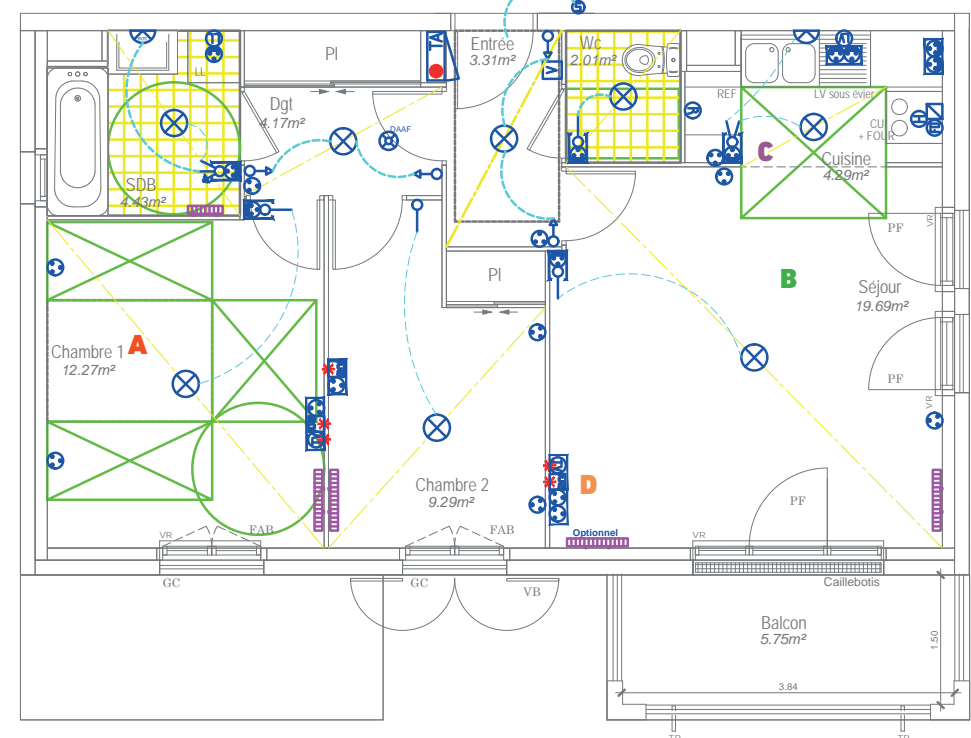 Pl
TA
Entrée
3.31m²
V
Wc
2.01m²
LL
Dgt
4.17m²
DAAF
REF
LV sous évier
CU
+ FOUR
C
Cuisine
4.29m²
SDB
4.43m²
Pl
VR
PF
B
Séjour
19.69m²
Chambre 1
12.27m²
A
PF
VR
Chambre 2
9.29m²
D
PF
Optionnel
VR
FAB
FAB
VR
GC
GC
VB
Caillebotis
Balcon
5.75m²
1.50
3.84
TB
TB